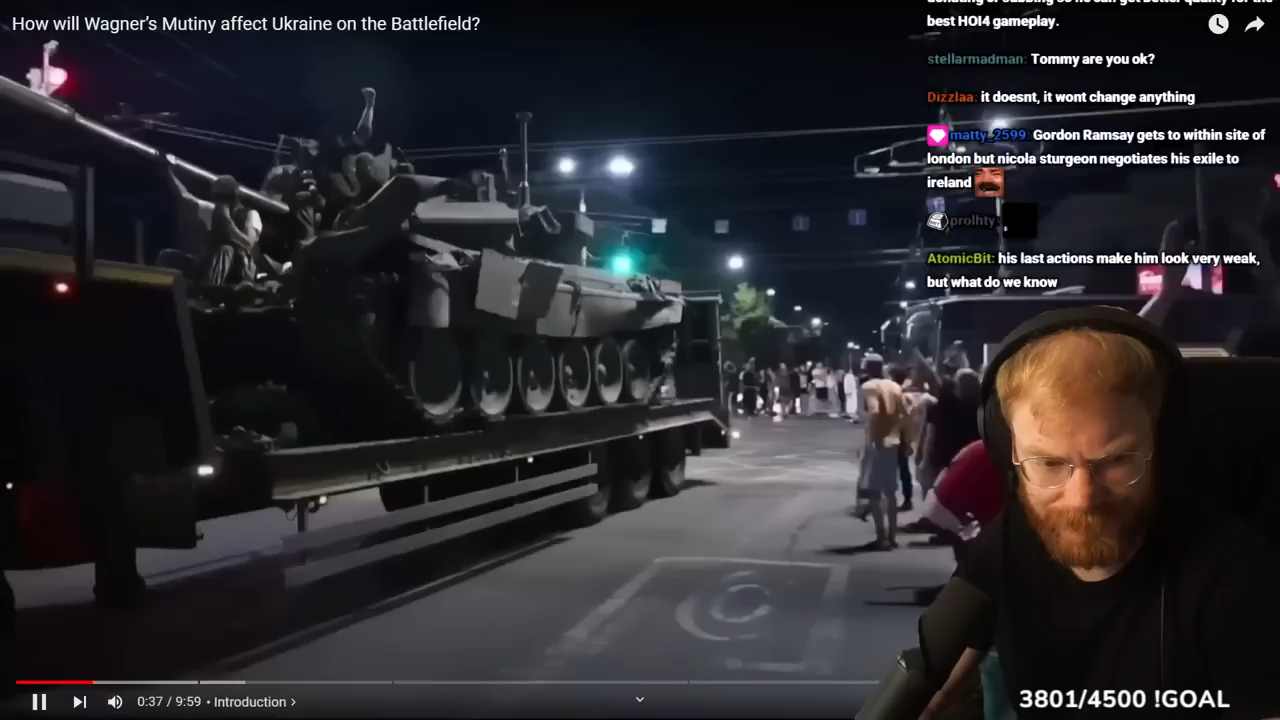 How will Wagner's Mutiny affect Ukraine on the Battlefield?
best HOI4 gameplay.
stellarmadman: Tommy are you ok?
Dizzlaa: it doesnt, it wont change anything
matty_2599 Gordon Ramsay gets to within site of
london but nicola sturgeon negotiates his exile to
ireland
prolhty:
AtomicBit: his last actions make him look very weak,
but what do we know
0:37 / 9:59 • Introduction >
3801/4500 !GOAL